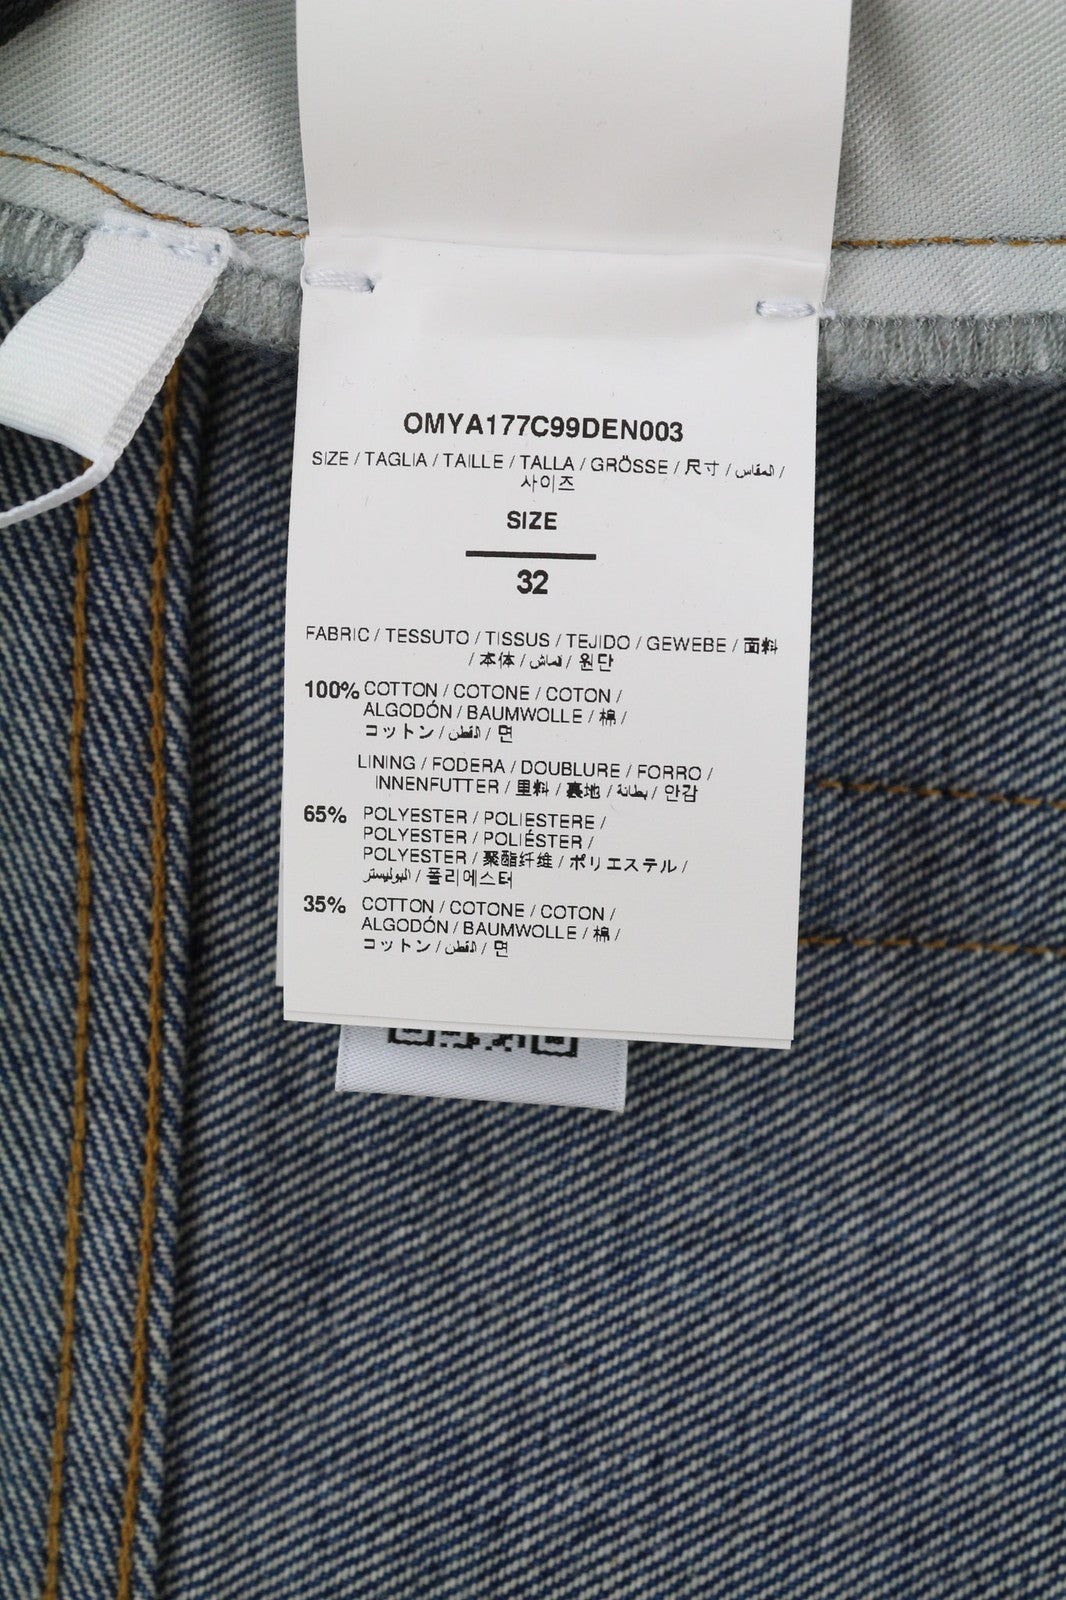 OMYA177C99DEN003
SIZE / TAGLIA / TAILLE / TALLA / GRÖSSE / 尺寸 / المقاس /
사이즈
SIZE
32
FABRIC / TESSUTO / TISSUS / TEJIDO / GEWEBE / 面料
/ 本体 / قماش / 원단
100% COTTON / COTONE / COTON /
ALGODÓN / BAUMWOLLE / 棉 /
コットン / القطن / 면
LINING / FODERA / DOUBLURE / FORRO /
INNENFUTTER / 里料 / 裏地 / بطانة / 안감
65% POLYESTER / POLIESTERE /
POLYESTER / POLIÉSTER /
POLYESTER / 聚酯纤维 / ポリエステル /
البوليستر / 폴리에스터
35% COTTON / COTONE / COTON /
ALGODÓN / BAUMWOLLE / 棉 /
コットン / القطن / 면